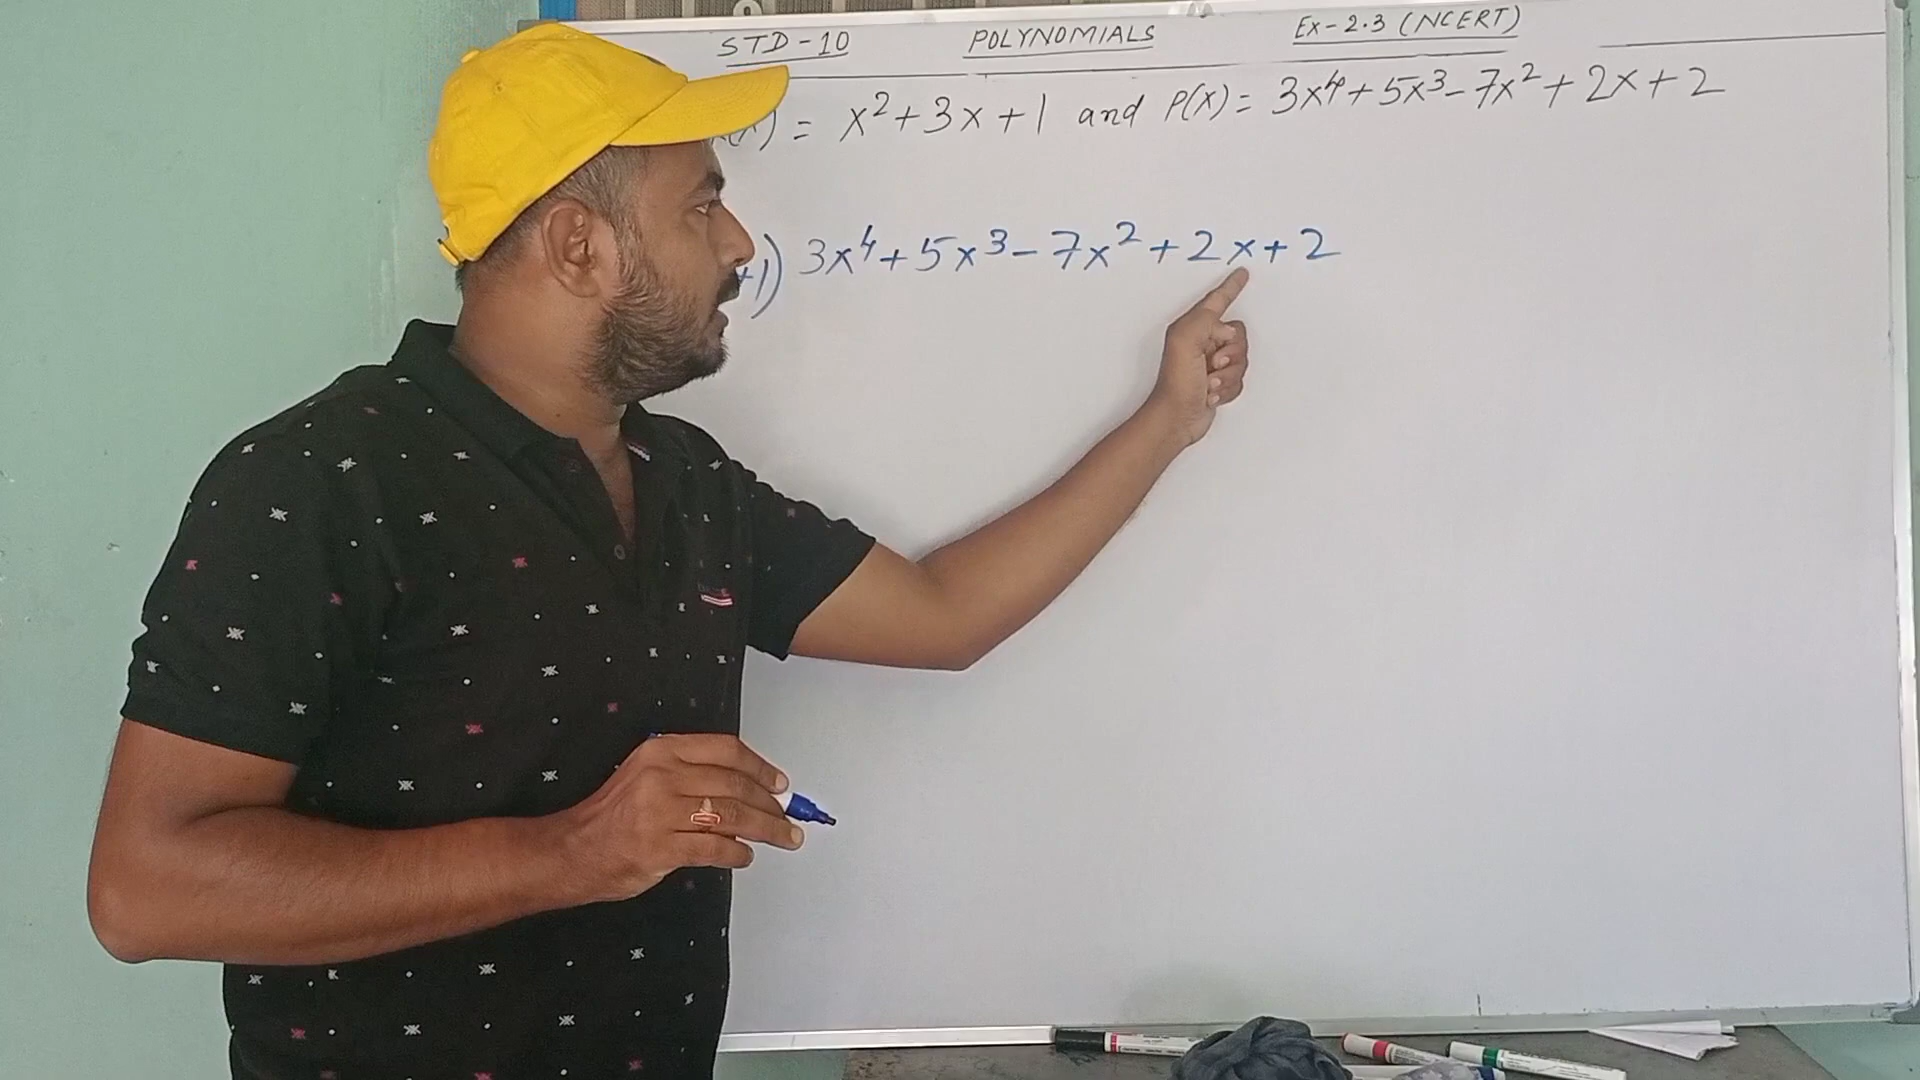 STD-10 POLYNOMIALS Ex-2.3 (NCERT)
(x) = x²+3x+1 and P(x) = 3x⁴+5x³-7x²+2x+2
+1) 3x⁴+5x³-7x²+2x+2